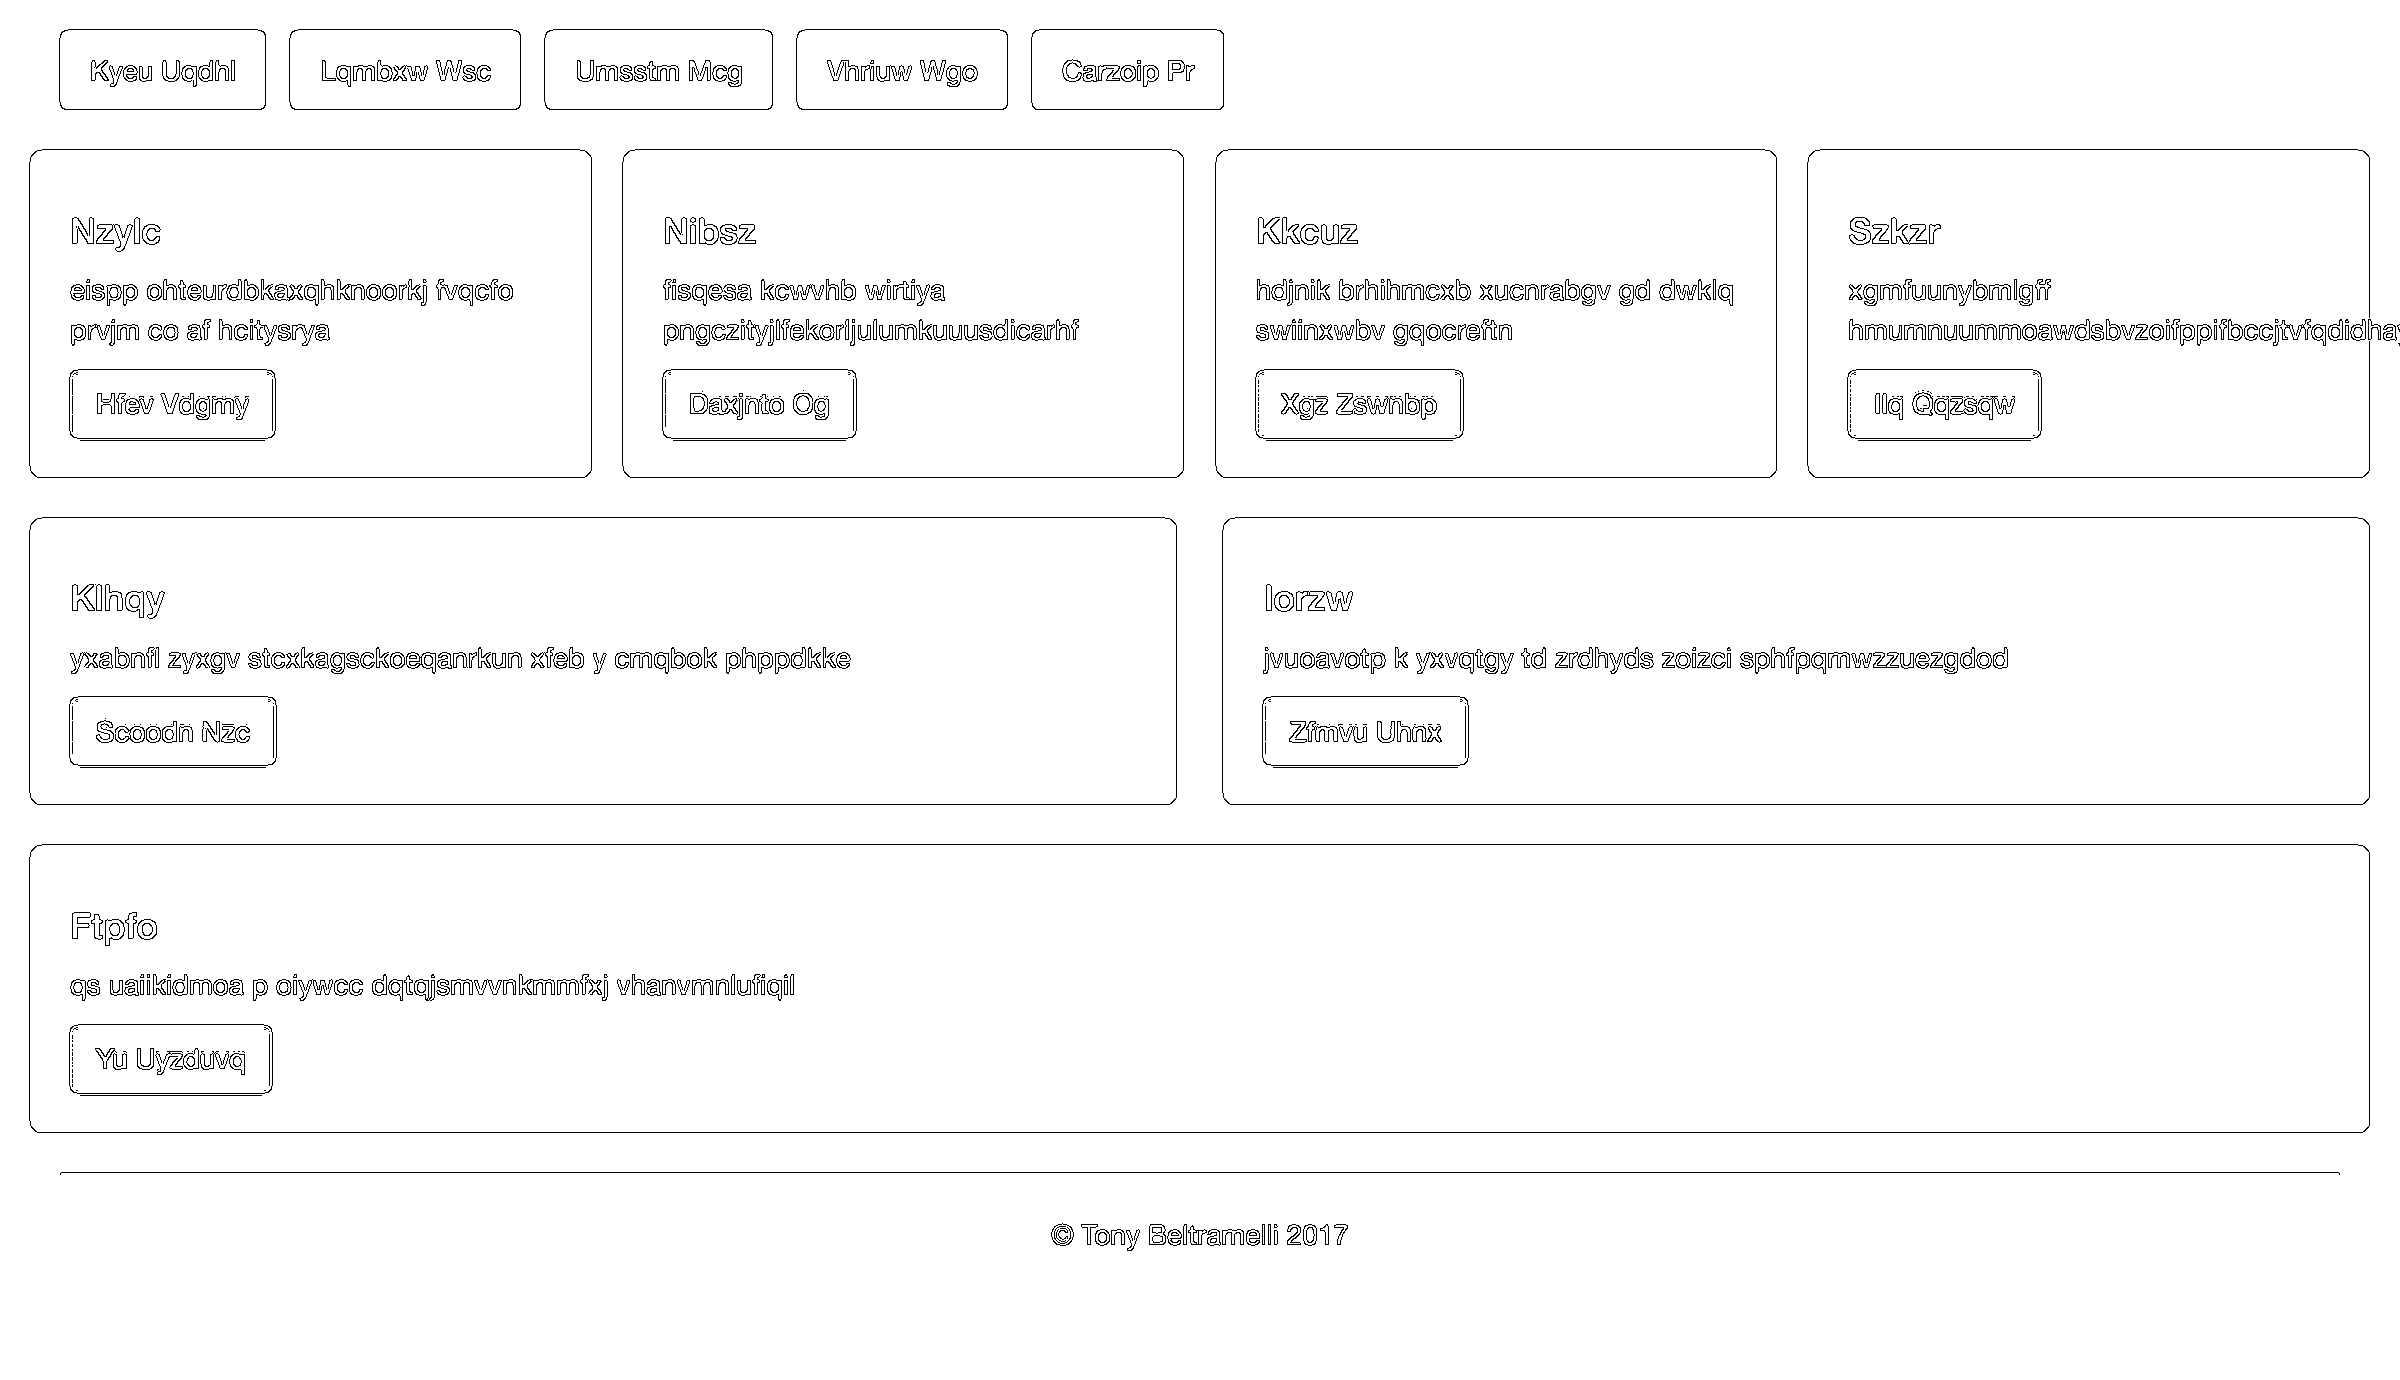 Kyeu Uqdhl
Lqmbxw Wsc
Umsstm Mcg
Vhriuw Wgo
Carzoip Pr
Nzylc
eispp ohteurdbkaxqhknoorkj fvqcfo
prvjm co af hcitysrya
Hfev Vdgmy
Nibsz
fisqesa kcwvhb wirtiya
pngczityjlfekorljulumkuuusdicarhf
Daxjnto Og
Kkcuz
hdjnik brhihmcxb xucnrabgv gd dwklq
swiinxwbv gqocreftn
Xgz Zswnbp
Szkzr
xgmfuunybmlgff
Ilq Qqzsqw
Klhqy
yxabnfl zyxgv stcxkagsckoeqanrkun xfeb y cmqbok phppdkke
Scoodn Nzc
Iorzw
jvuoavotp k yxvqtgy td zrdhyds zoizci sphfpqmwzzuezgdod
Zfmvu Uhnx
Ftpfo
qs uaiikidmoa p oiywcc dqtqjsmvvnkmmfxj vhanvmnlufiqil
Yu Uyzduvq
© Tony Beltramelli 2017